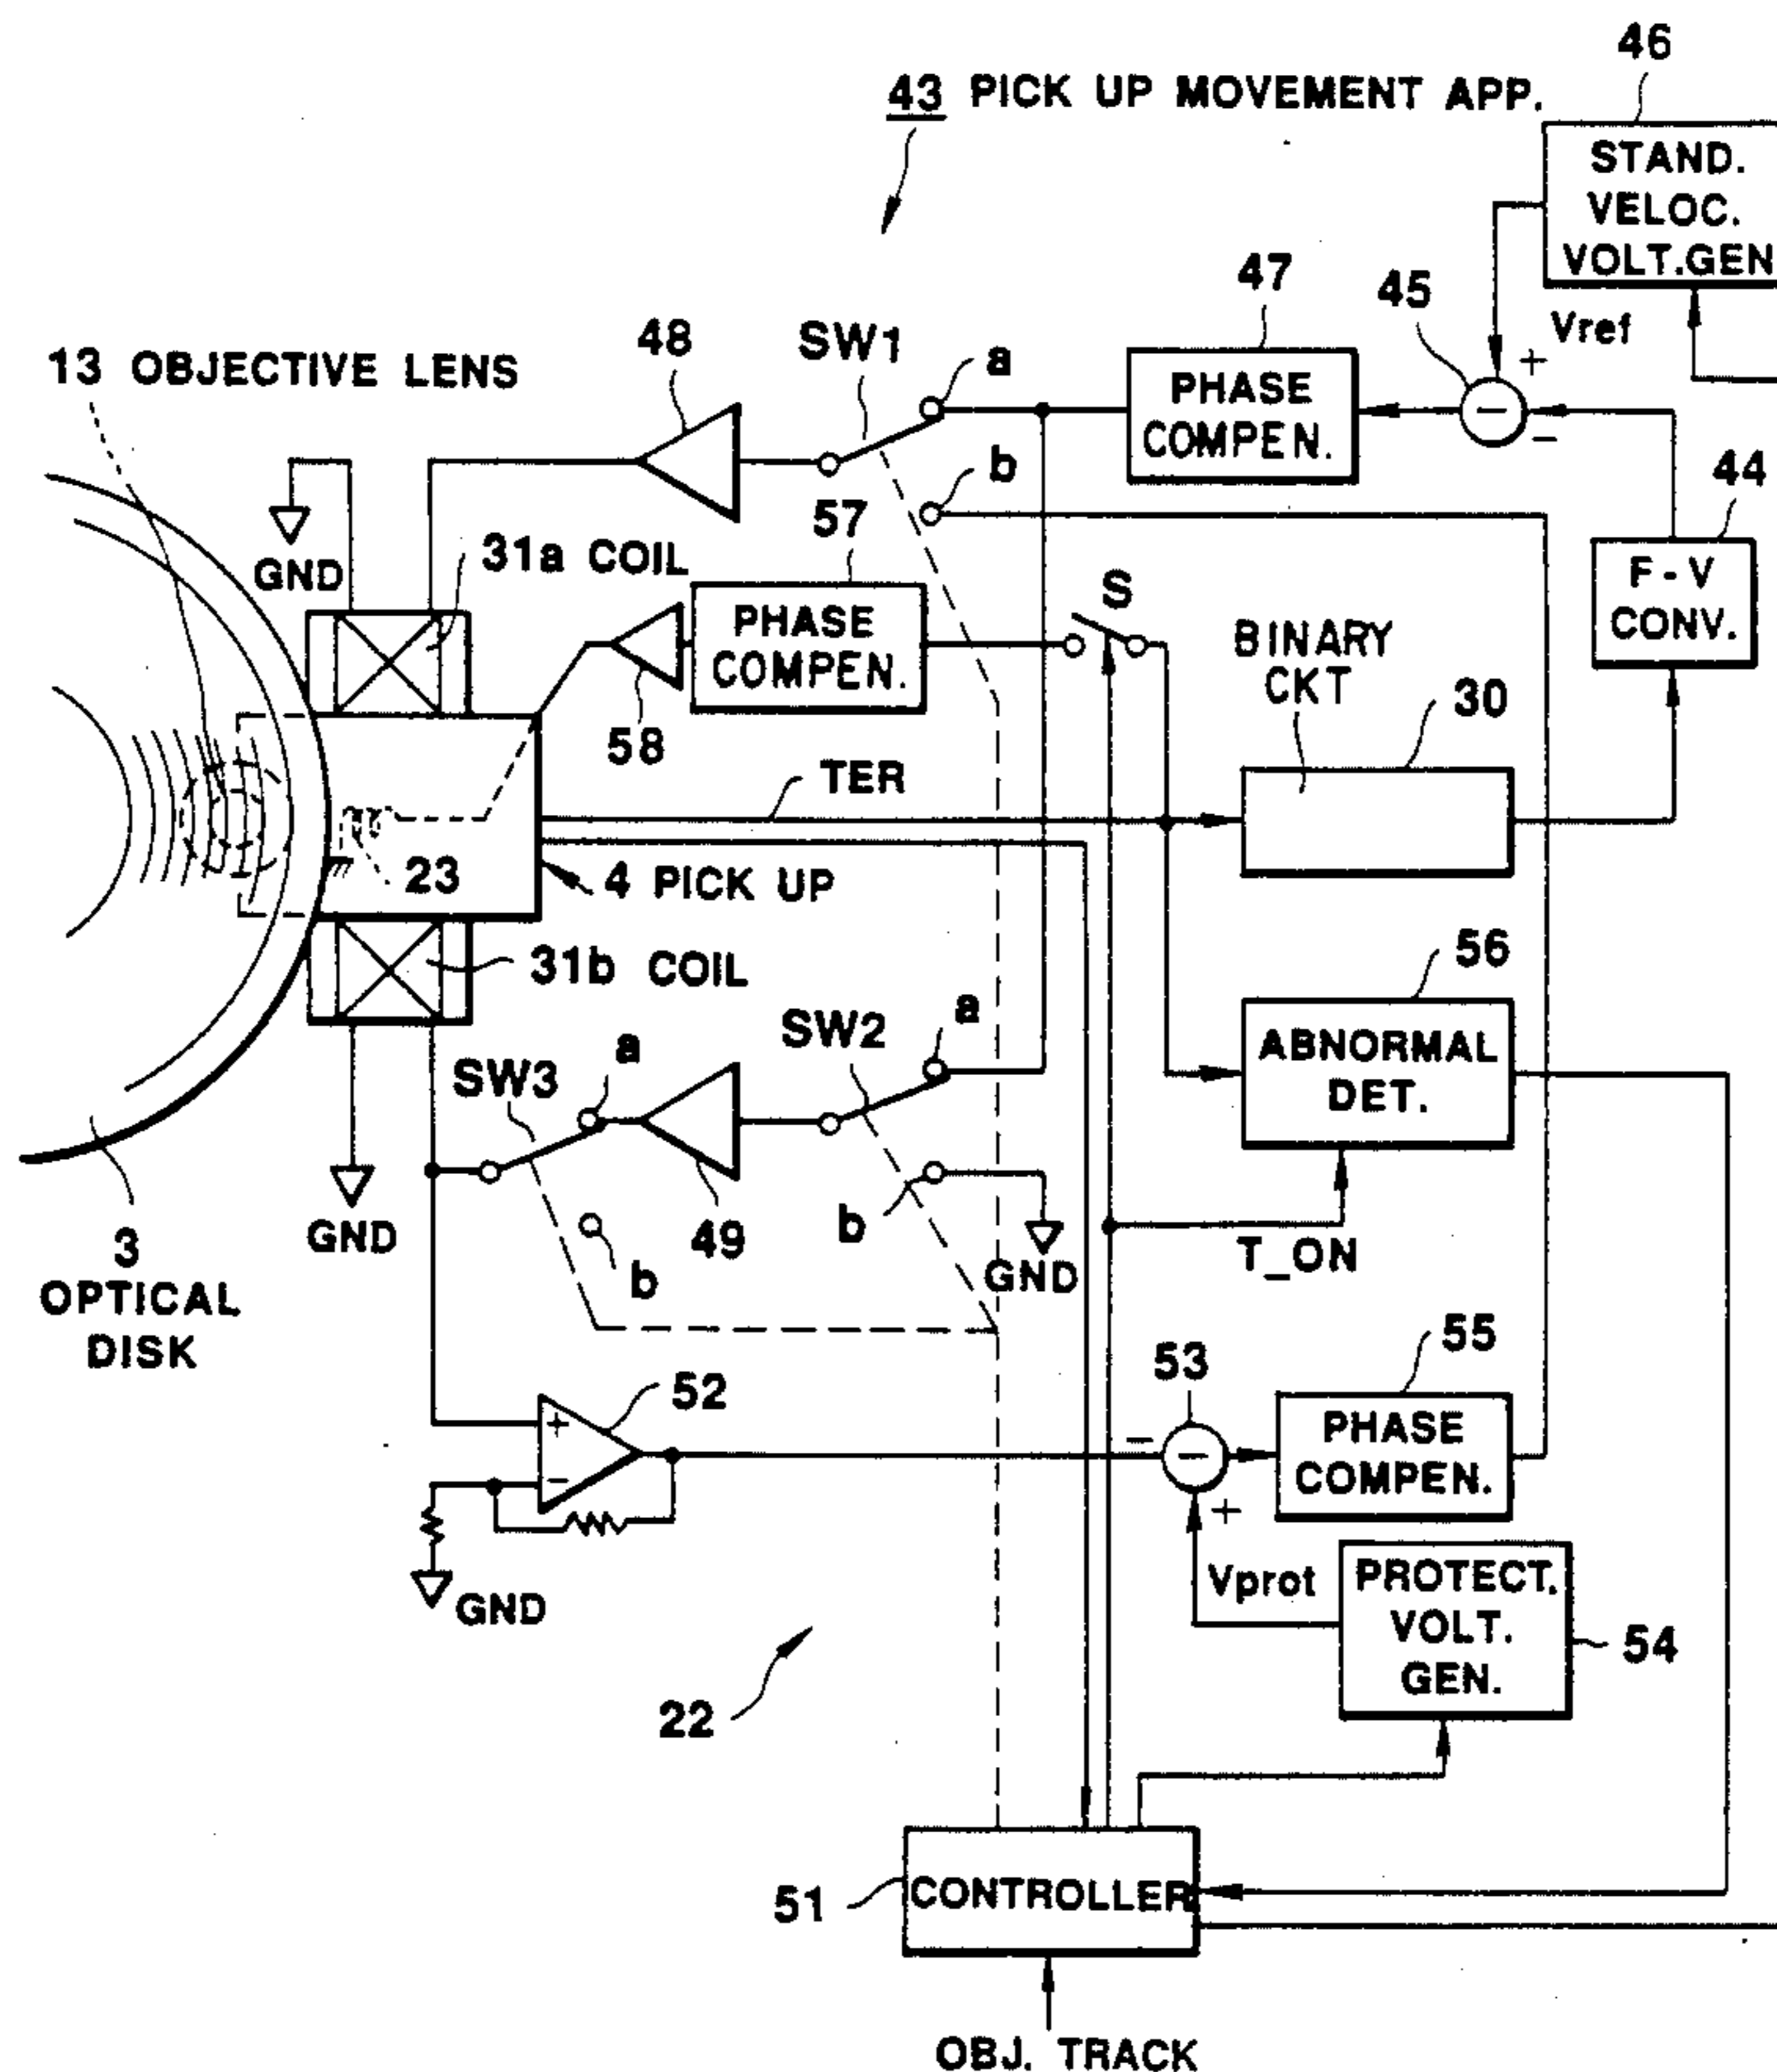 46
43 PICK UP MOVEMENT APP.
STAND.
VELOC.
VOLT.GEN
47
45
Vref
48
SW1
a
+
13 OBJECTIVE LENS
PHASE
COMPEN.
−
−
b
44
57
GND
31a COIL
F - V
CONV.
S
PHASE
COMPEN.
BINARY
CKT
30
58
TER
23
4 PICK UP
56
31b COIL
a
SW2
a
ABNORMAL
DET.
SW3
49
b
GND
3
OPTICAL
DISK
b
GND
T_ON
55
53
52
+
−
−
−
PHASE
COMPEN.
+
GND
Vprot
PROTECT.
VOLT.
GEN.
54
22
51
CONTROLLER
OBJ. TRACK